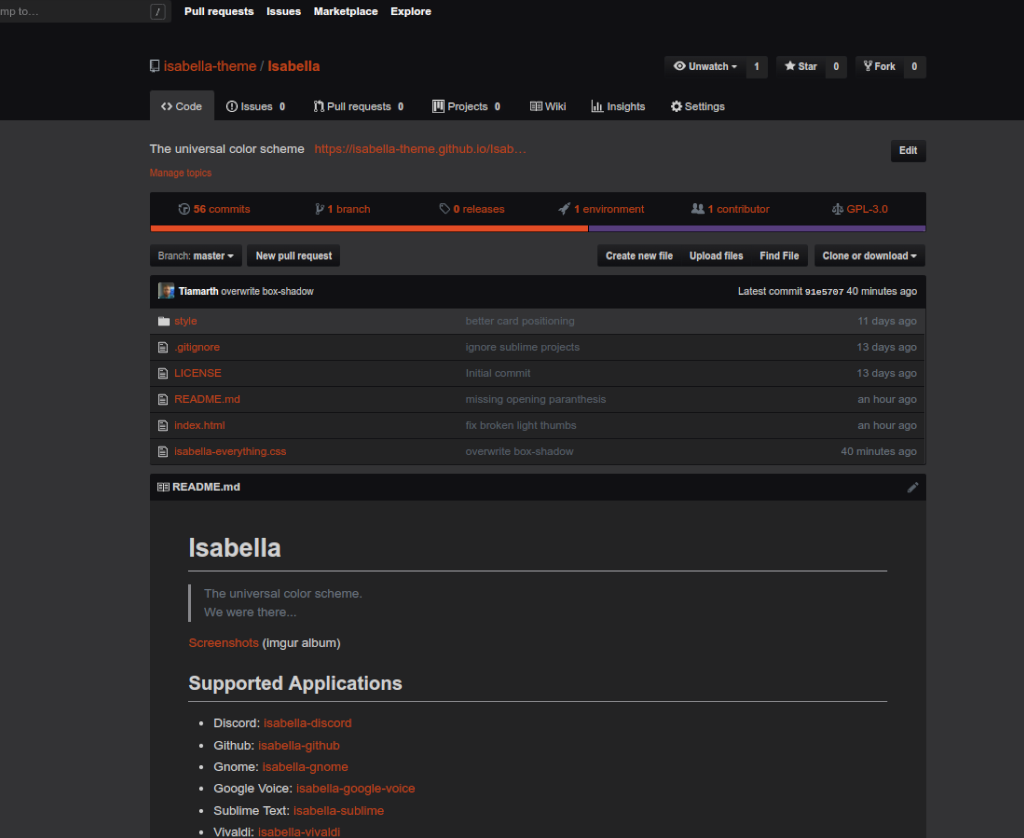 mp to... /
Pull requests Issues Marketplace Explore
isabella-theme / Isabella
Unwatch 1 Star 0 Fork 0
Code Issues 0 Pull requests 0 Projects 0 Wiki Insights Settings
The universal color scheme https://isabella-theme.github.io/Isab… Edit
Manage topics
56 commits 1 branch 0 releases 1 environment 1 contributor GPL-3.0
Branch: master New pull request Create new file Upload files Find File Clone or download
Tiamarth overwrite box-shadow Latest commit 91e5707 40 minutes ago
style better card positioning 11 days ago
.gitignore ignore sublime projects 13 days ago
LICENSE Initial commit 13 days ago
README.md missing opening paranthesis an hour ago
index.html fix broken light thumbs an hour ago
isabella-everything.css overwrite box-shadow 40 minutes ago
README.md
Isabella
The universal color scheme.
We were there...
Screenshots (imgur album)
Supported Applications
Discord: isabella-discord
Github: isabella-github
Gnome: isabella-gnome
Google Voice: isabella-google-voice
Sublime Text: isabella-sublime
Vivaldi: isabella-vivaldi